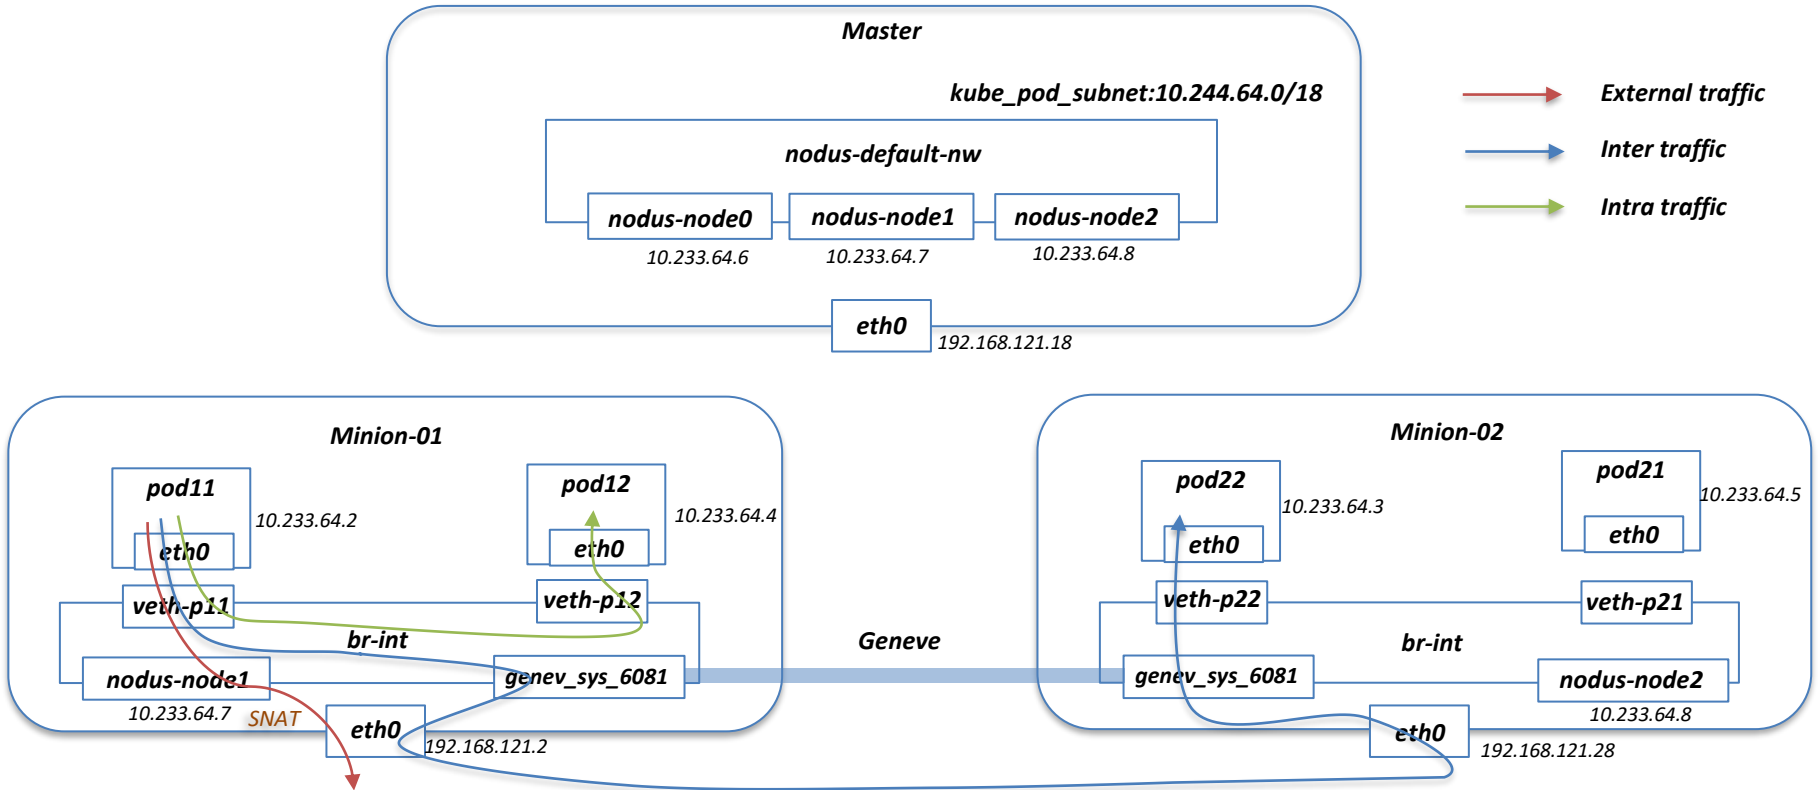 Master
kube_pod_subnet:10.244.64.0/18
nodus-default-nw
nodus-node0
nodus-node1
nodus-node2
10.233.64.6
10.233.64.7
10.233.64.8
eth0
192.168.121.18
External traffic
Inter traffic
Intra traffic
Minion-01
pod11
10.233.64.2
eth0
pod12
10.233.64.4
eth0
veth-p11
veth-p12
br-int
nodus-node1
genev_sys_6081
10.233.64.7
SNAT
eth0
192.168.121.2
Geneve
Minion-02
pod22
10.233.64.3
eth0
pod21
10.233.64.5
eth0
veth-p22
veth-p21
br-int
genev_sys_6081
nodus-node2
10.233.64.8
eth0
192.168.121.28